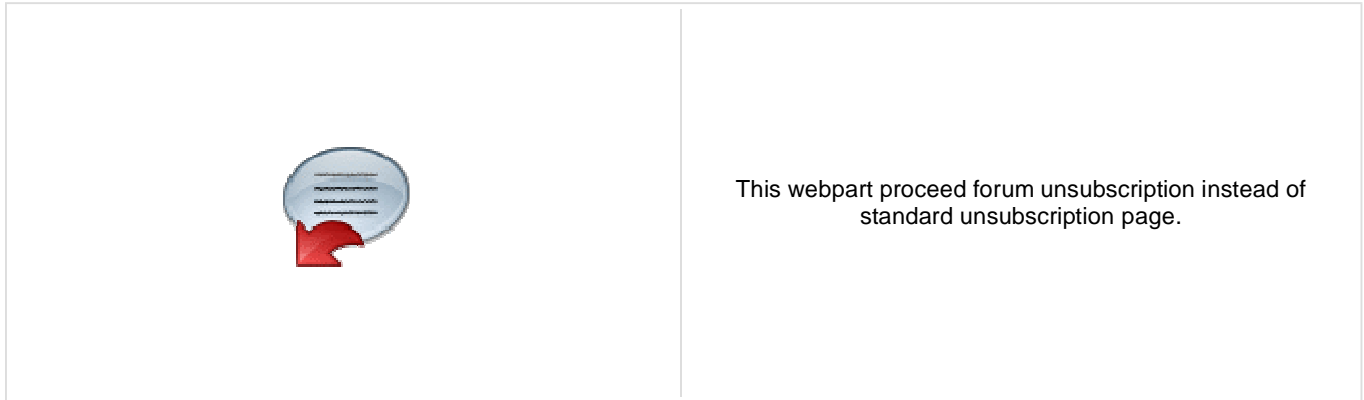 This webpart proceed forum unsubscription instead of
standard unsubscription page.